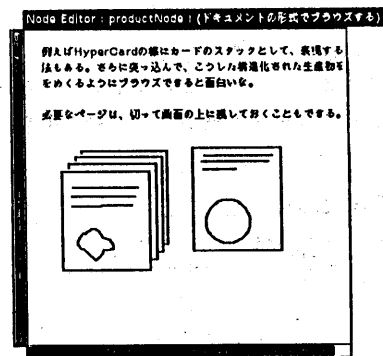 Node Editor : productNode : (ドキュメントの形式でブラウズする)
例えばHyperCardの様にカードのスタックとして、表現する
法もある。さらに突っ込んで、こうした構造化された生産物を
をめくるようにブラウズできると面白いな。
必要なページは、切って画面の上に残しておくこともできる。